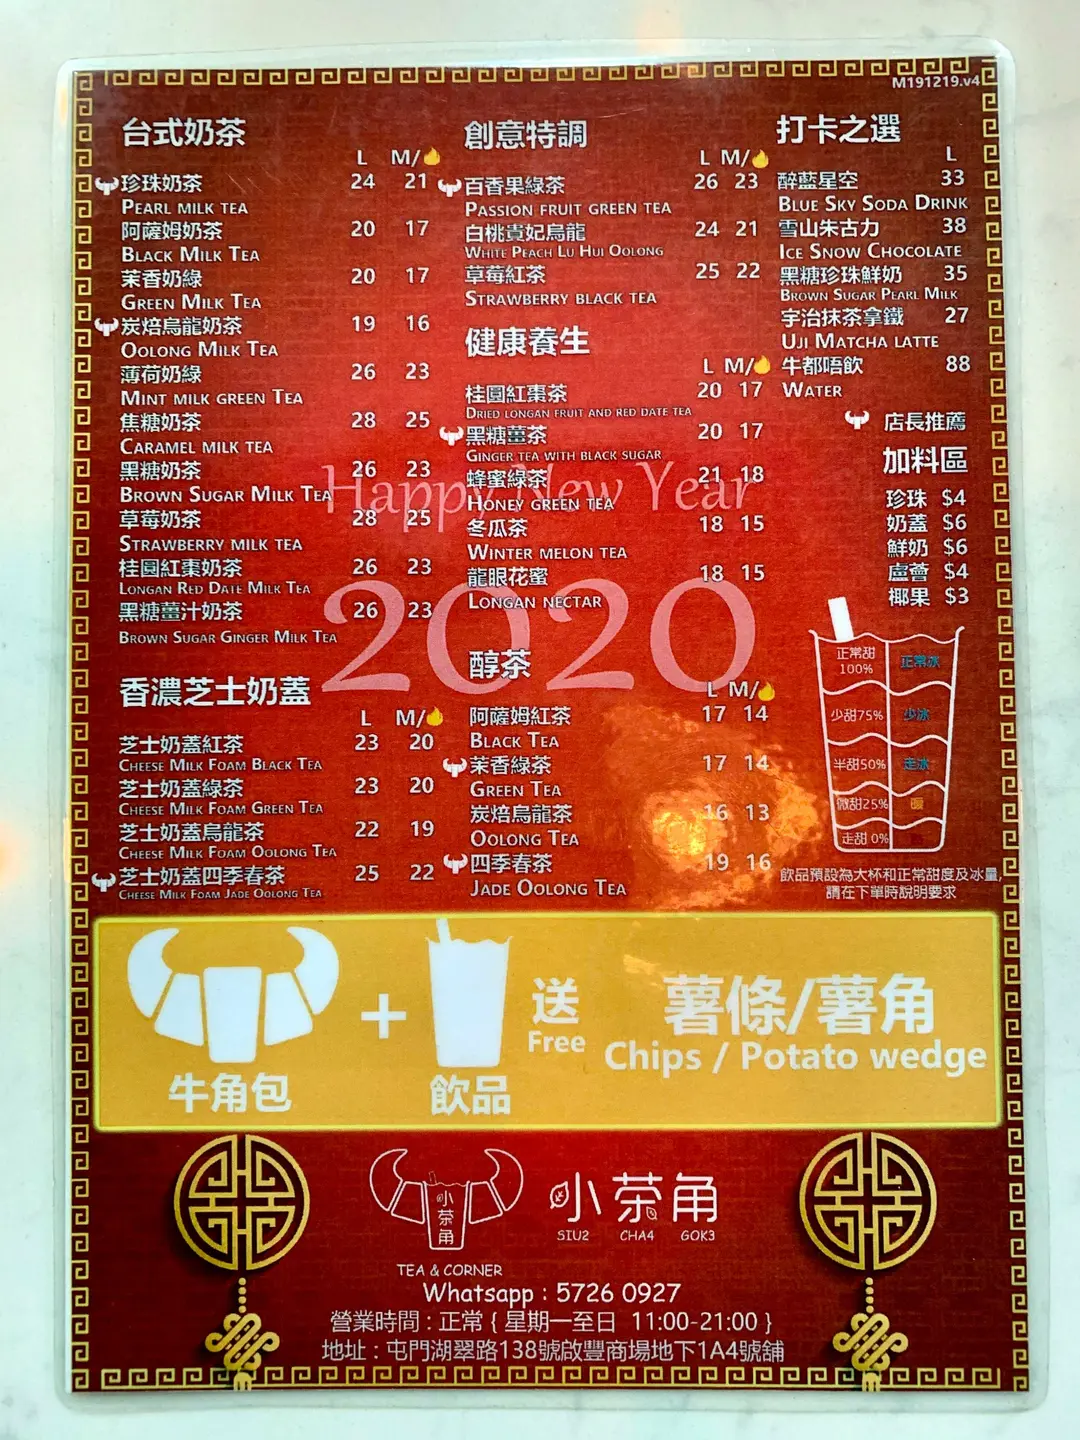 M191219.v4
台式奶茶
L M/
珍珠奶茶 24 21
PEARL MILK TEA
阿薩姆奶茶 20 17
BLACK MILK TEA
茉香奶綠 20 17
GREEN MILK TEA
炭焙烏龍奶茶 19 16
OOLONG MILK TEA
薄荷奶綠 26 23
MINT MILK GREEN TEA
焦糖奶茶 28 25
CARAMEL MILK TEA
黑糖奶茶 26 23
BROWN SUGAR MILK TEA
草莓奶茶 28 25
STRAWBERRY MILK TEA
桂圓紅棗奶茶 26 23
LONGAN RED DATE MILK TEA
黑糖薑汁奶茶 26 23
BROWN SUGAR GINGER MILK TEA
香濃芝士奶蓋
L M/
芝士奶蓋紅茶 23 20
CHEESE MILK FOAM BLACK TEA
芝士奶蓋綠茶 23 20
CHEESE MILK FOAM GREEN TEA
芝士奶蓋烏龍茶 22 19
CHEESE MILK FOAM OOLONG TEA
芝士奶蓋四季春茶 25 22
CHEESE MILK FOAM JADE OOLONG TEA
創意特調
L M/
百香果綠茶 26 23
PASSION FRUIT GREEN TEA
白桃貴妃烏龍 24 21
WHITE PEACH LU HUI OOLONG
草莓紅茶 25 22
STRAWBERRY BLACK TEA
健康養生
L M/
桂圓紅棗茶 20 17
DRIED LONGAN FRUIT AND RED DATE TEA
黑糖薑茶 20 17
GINGER TEA WITH BLACK SUGAR
蜂蜜綠茶 21 18
HONEY GREEN TEA
冬瓜茶 18 15
WINTER MELON TEA
龍眼花蜜 18 15
LONGAN NECTAR
Happy New Year
2020
醇茶
L M/
阿薩姆紅茶 17 14
BLACK TEA
茉香綠茶 17 14
GREEN TEA
炭焙烏龍茶 16 13
OOLONG TEA
四季春茶 19 16
JADE OOLONG TEA
打卡之選
L
醉藍星空 33
BLUE SKY SODA DRINK
雪山朱古力 38
ICE SNOW CHOCOLATE
黑糖珍珠鮮奶 35
BROWN SUGAR PEARL MILK
宇治抹茶拿鐵 27
UJI MATCHA LATTE
牛都唔飲 88
WATER
店長推薦
加料區
珍珠 $4
奶蓋 $6
鮮奶 $6
蘆薈 $4
椰果 $3
正常甜 100% 正常冰
少甜75% 少冰
半甜50% 走冰
微甜25% 暖
走甜 0%
飲品預設為大杯和正常甜度及冰量,
請在下單時說明要求
牛角包 + 飲品
送
Free
薯條/薯角
Chips / Potato wedge
小茶角
TEA & CORNER
小茶角
SIU2 CHA4 GOK3
Whatsapp : 5726 0927
營業時間 : 正常 { 星期一至日 11:00-21:00 }
地址 : 屯門湖翠路138號啟豐商場地下1A4號舖